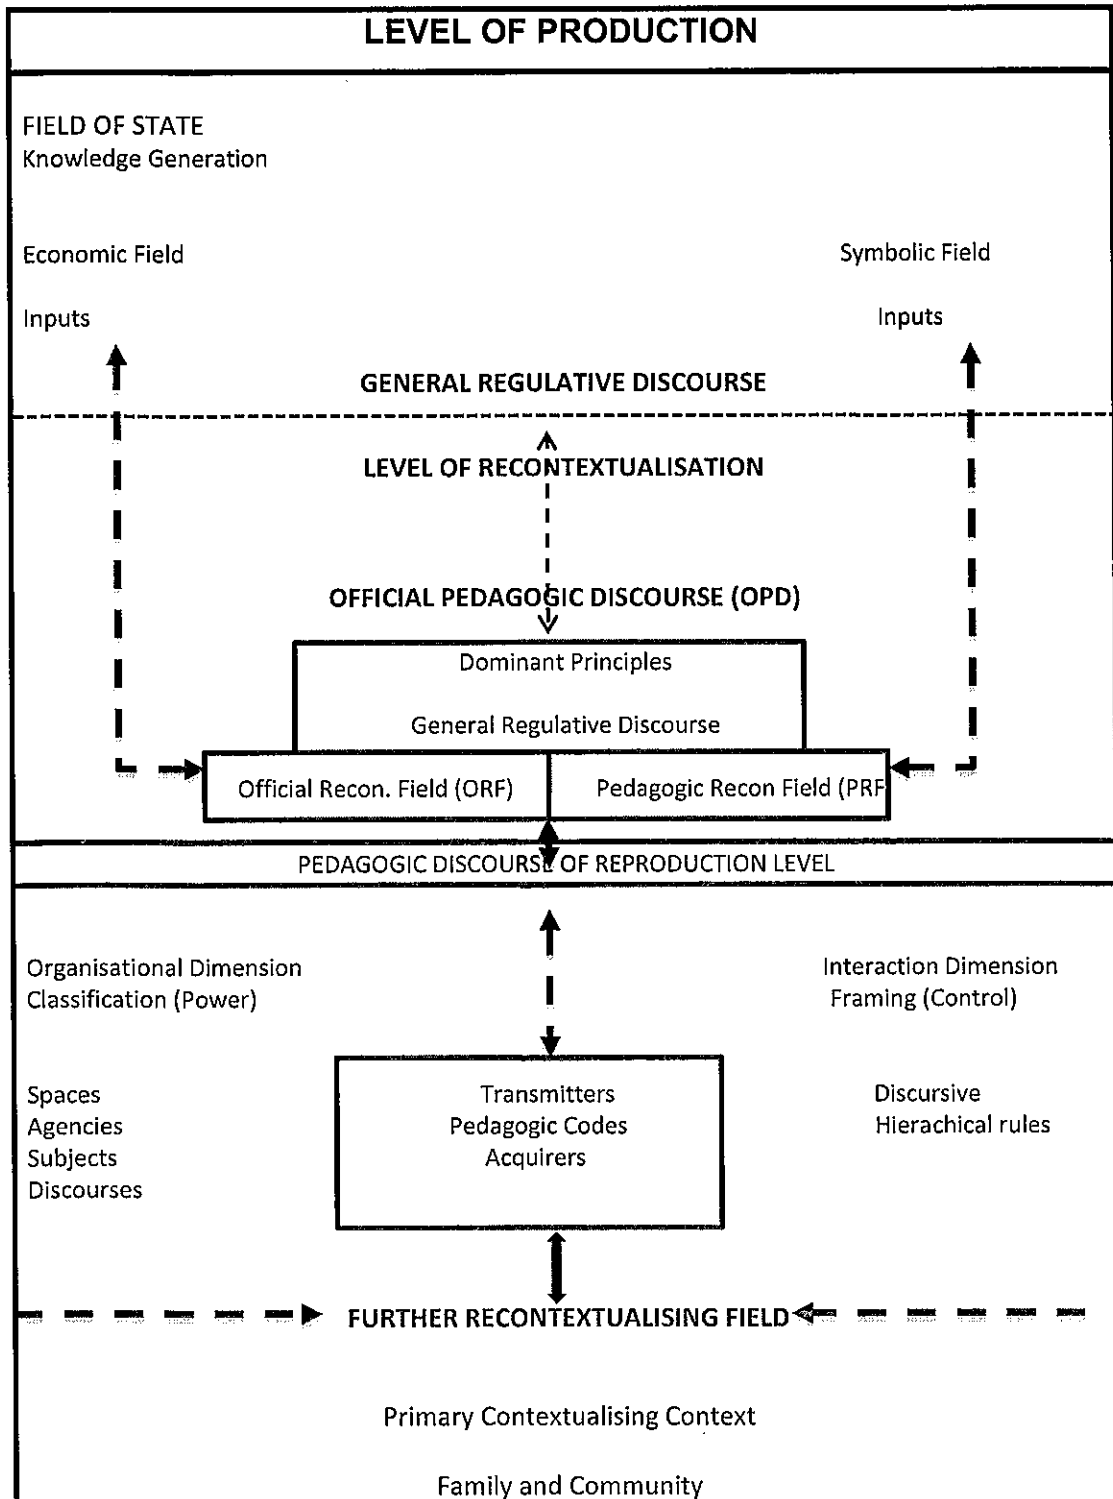 LEVEL OF PRODUCTION
FIELD OF STATE
Knowledge Generation
Economic Field
Symbolic Field
Inputs
Inputs
GENERAL REGULATIVE DISCOURSE
LEVEL OF RECONTEXTUALISATION
OFFICIAL PEDAGOGIC DISCOURSE (OPD)
Dominant Principles
General Regulative Discourse
Official Recon. Field (ORF)
Pedagogic Recon Field (PRF
PEDAGOGIC DISCOURSE OF REPRODUCTION LEVEL
Organisational Dimension
Classification (Power)
Interaction Dimension
Framing (Control)
Spaces
Agencies
Subjects
Discourses
Transmitters
Pedagogic Codes
Acquirers
Discursive
Hierachical rules
FURTHER RECONTEXTUALISING FIELD
Primary Contextualising Context
Family and Community